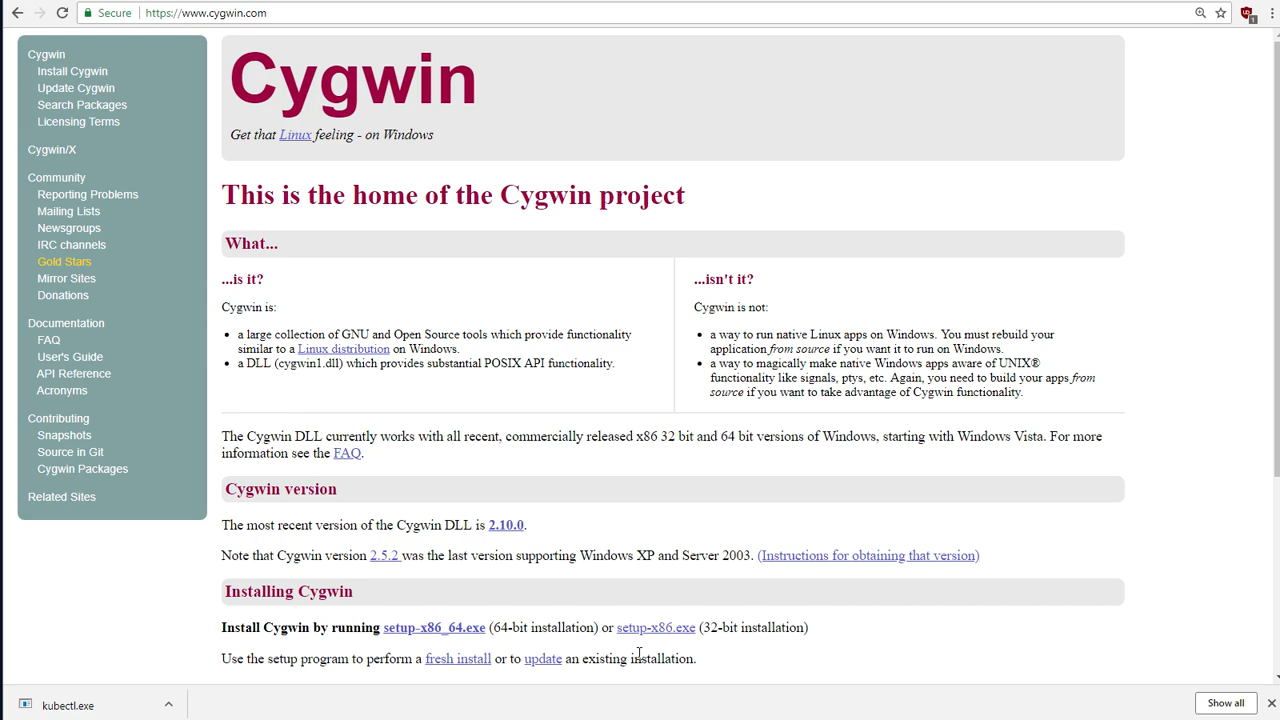 Secure https://www.cygwin.com
1
Cygwin
Install Cygwin
Update Cygwin
Search Packages
Licensing Terms
Cygwin/X
Community
Reporting Problems
Mailing Lists
Newsgroups
IRC channels
Gold Stars
Mirror Sites
Donations
Documentation
FAQ
User's Guide
API Reference
Acronyms
Contributing
Snapshots
Source in Git
Cygwin Packages
Related Sites
Cygwin
Get that Linux feeling - on Windows
This is the home of the Cygwin project
What...
...is it?
Cygwin is:
• a large collection of GNU and Open Source tools which provide functionality
similar to a Linux distribution on Windows.
• a DLL (cygwin1.dll) which provides substantial POSIX API functionality.
...isn't it?
Cygwin is not:
• a way to run native Linux apps on Windows. You must rebuild your
application from source if you want it to run on Windows.
• a way to magically make native Windows apps aware of UNIX®
functionality like signals, ptys, etc. Again, you need to build your apps from
source if you want to take advantage of Cygwin functionality.
The Cygwin DLL currently works with all recent, commercially released x86 32 bit and 64 bit versions of Windows, starting with Windows Vista. For more
information see the FAQ.
Cygwin version
The most recent version of the Cygwin DLL is 2.10.0.
Note that Cygwin version 2.5.2 was the last version supporting Windows XP and Server 2003. (Instructions for obtaining that version)
Installing Cygwin
Install Cygwin by running setup-x86_64.exe (64-bit installation) or setup-x86.exe (32-bit installation)
Use the setup program to perform a fresh install or to update an existing installation.
kubectl.exe
Show all